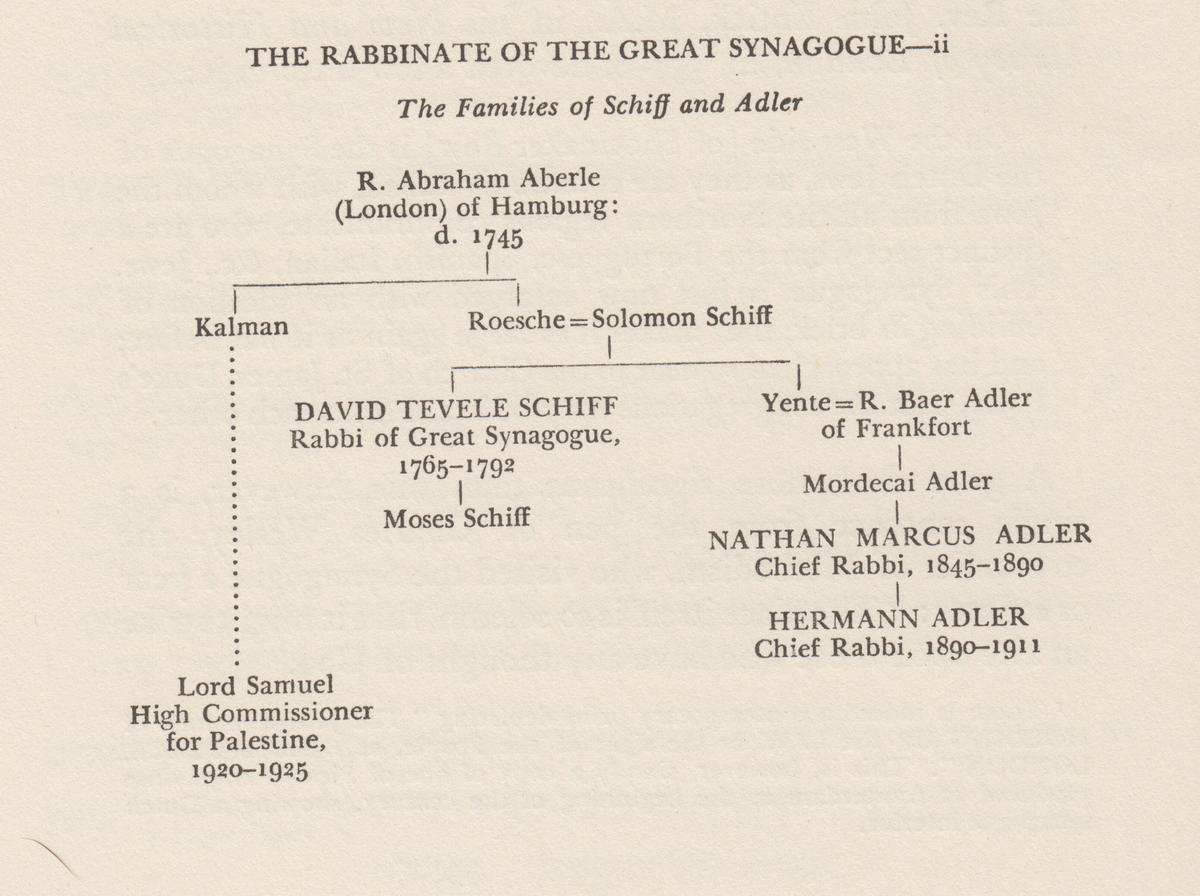 THE RABBINATE OF THE GREAT SYNAGOGUE—ii
The Families of Schiff and Adler
R. Abraham Aberle
(London) of Hamburg:
d. 1745
Kalman
Roesche=Solomon Schiff
DAVID TEVELE SCHIFF
Rabbi of Great Synagogue,
1765–1792
Moses Schiff
Yente=R. Baer Adler
of Frankfort
Mordecai Adler
NATHAN MARCUS ADLER
Chief Rabbi, 1845–1890
HERMANN ADLER
Chief Rabbi, 1890–1911
Lord Samuel
High Commissioner
for Palestine,
1920–1925